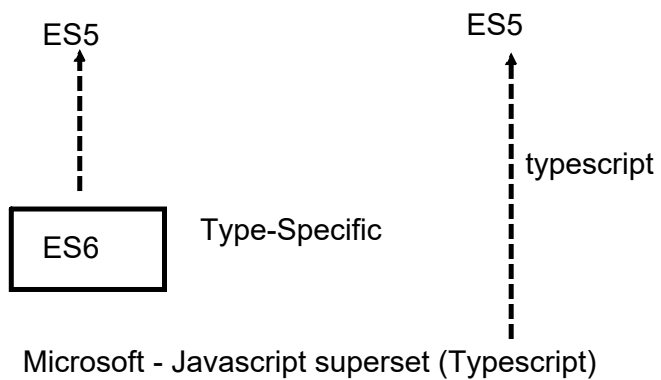 ES5
ES5
typescript
Type-Specific
ES6
Microsoft - Javascript superset (Typescript)